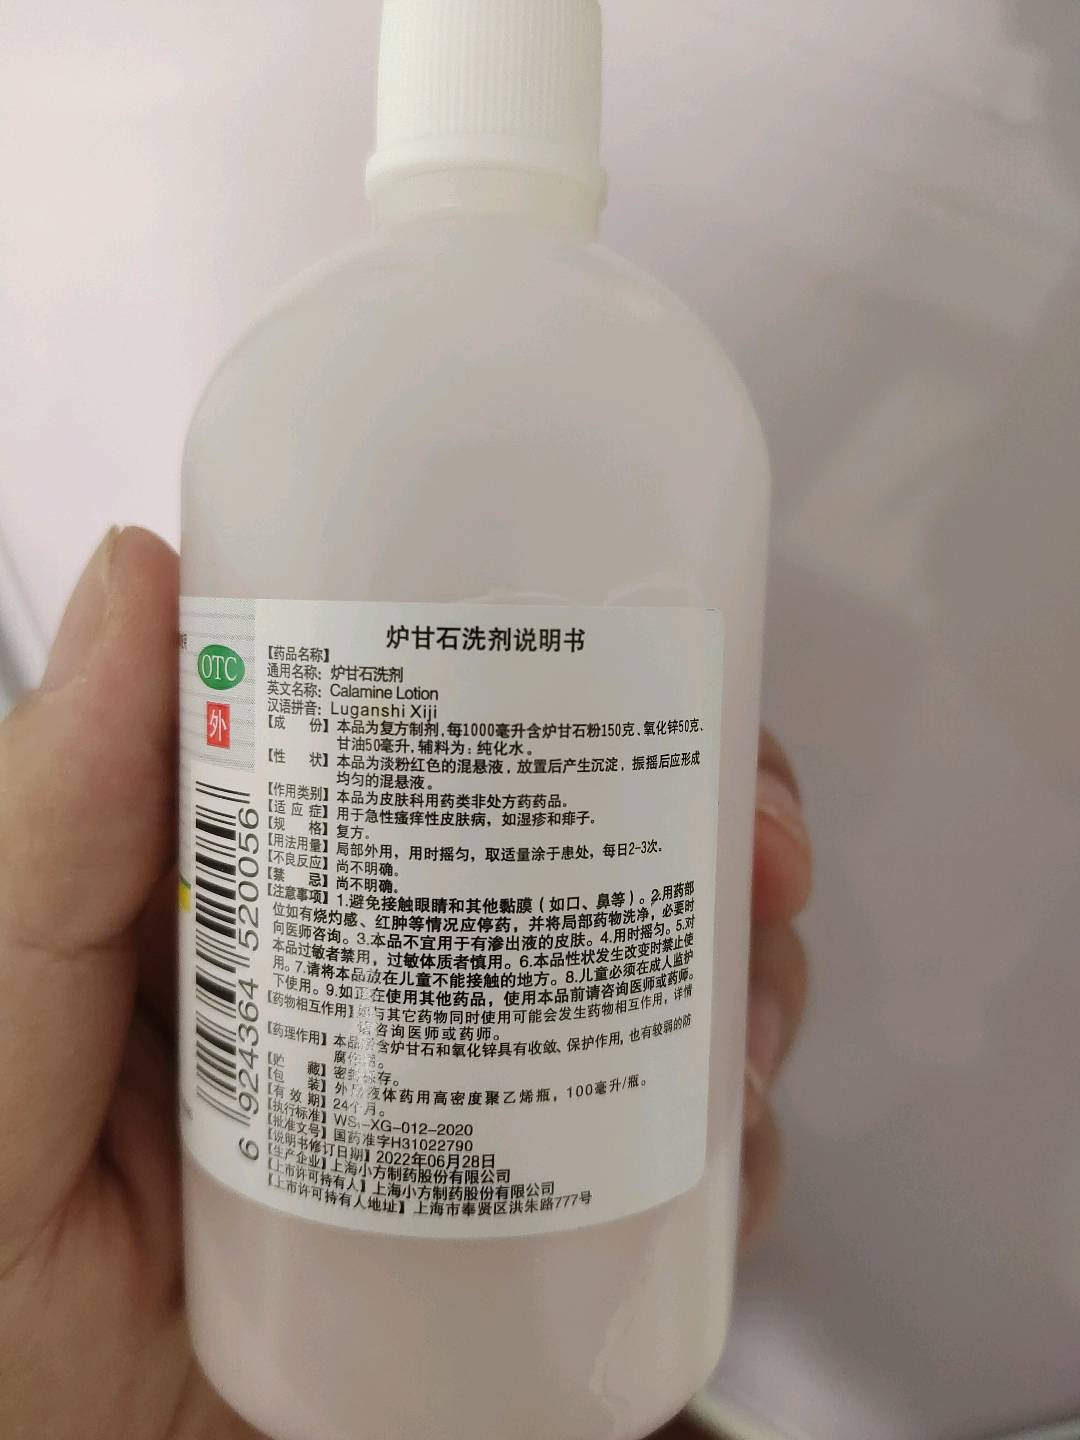 炉甘石洗剂说明书
OTC
外
【药品名称】
通用名称：炉甘石洗剂
英文名称：Calamine Lotion
汉语拼音：Luganshi Xiji
【成 份】本品为复方制剂，每1000毫升含炉甘石粉150克、氧化锌50克、
甘油50毫升，辅料为：纯化水。
【性 状】本品为淡粉红色的混悬液，放置后产生沉淀，振摇后应形成
均匀的混悬液。
【作用类别】本品为皮肤科用药类非处方药药品。
【适 应 症】用于急性瘙痒性皮肤病，如湿疹和痱子。
【规 格】复方。
【用法用量】局部外用，用时摇匀，取适量涂于患处，每日2-3次。
【不良反应】尚不明确。
【禁 忌】尚不明确。
【注意事项】1.避免接触眼睛和其他黏膜（如口、鼻等）。2.用药部
位如有烧灼感、红肿等情况应停药，并将局部药物洗净，必要时
向医师咨询。3.本品不宜用于有渗出液的皮肤。4.用时摇匀。5.对
本品过敏者禁用，过敏体质者慎用。6.本品性状发生改变时禁止使
用。7.请将本品放在儿童不能接触的地方。8.儿童必须在成人监护
下使用。9.如正在使用其他药品，使用本品前请咨询医师或药师。
【药物相互作用】如与其它药物同时使用可能会发生药物相互作用，详情
请咨询医师或药师。
【药理作用】本品所含炉甘石和氧化锌具有收敛、保护作用，也有较弱的防
腐作用。
【贮 藏】密封保存。
【包 装】外用液体药用高密度聚乙烯瓶，100毫升/瓶。
【有 效 期】24个月。
【执行标准】WS₁-XG-012-2020
【批准文号】国药准字H31022790
【说明书修订日期】2022年06月28日
【生产企业】上海小方制药股份有限公司
【上市许可持有人】上海小方制药股份有限公司
【上市许可持有人地址】上海市奉贤区洪朱路777号
6 924364 520056